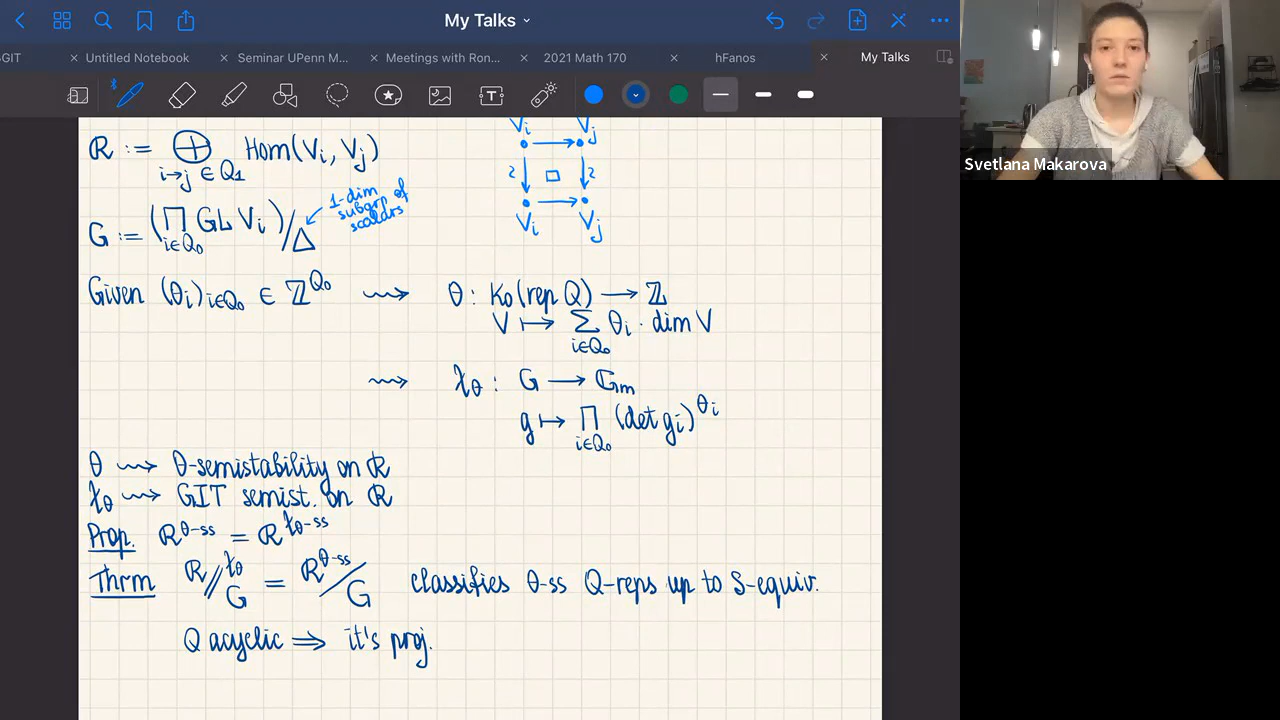 My Talks
GIT
Untitled Notebook
Seminar UPenn M...
Meetings with Ron...
2021 Math 170
hFanos
My Talks
Svetlana Makarova
R := ⊕ Hom(Vi, Vj)
i→j ∈ Q1
Vi → Vj
≀ ↓ □ ↓ ≀
Vi → Vj
G := (∏ GL Vi)/Δ
i∈Q0
1-dim
subgrp of
scalars
Given (θi)i∈Q0 ∈ ℤ^Q0 ⇝ θ: K0(rep Q) → ℤ
V ↦ Σ θi · dim V
i∈Q0
⇝ χθ : G → 𝔾m
g ↦ ∏ (det gi)^θi
i∈Q0
θ ⇝ θ-semistability on R
χθ ⇝ GIT semist. on R
Prop. R^θ-ss = R^χθ-ss
Thrm R//^χθ G = R^θ-ss/G classifies θ-ss Q-reps up to S-equiv.
Q acyclic ⇒ it's proj.